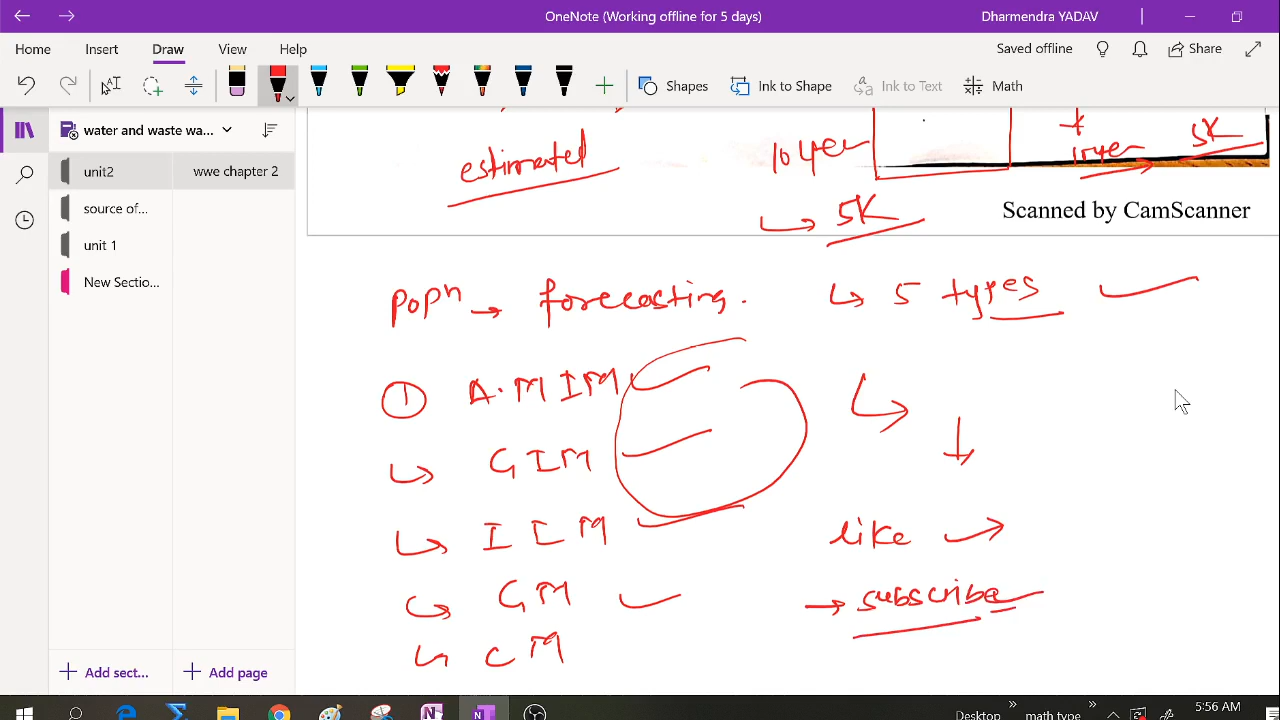 OneNote (Working offline for 5 days)
Dharmendra YADAV
Home Insert Draw View Help
Saved offline
Share
Shapes
Ink to Shape
Ink to Text
Math
water and waste wa...
unit2
source of...
unit 1
New Sectio...
wwe chapter 2
Add sect...
Add page
estimated
10 yer
→ 5K
10 yer
5K
Scanned by CamScanner
popn → forecasting. ↳ 5 types
① A.M I M
↳ G I M
↳ I I M
↳ G M
↳ C M
like
→ subscribe
Desktop
math type
5:56 AM